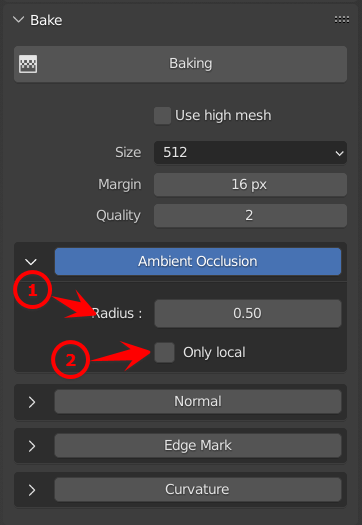 Bake
Baking
Use high mesh
Size 512
Margin 16 px
Quality 2
Ambient Occlusion
1
Radius : 0.50
2 Only local
Normal
Edge Mark
Curvature